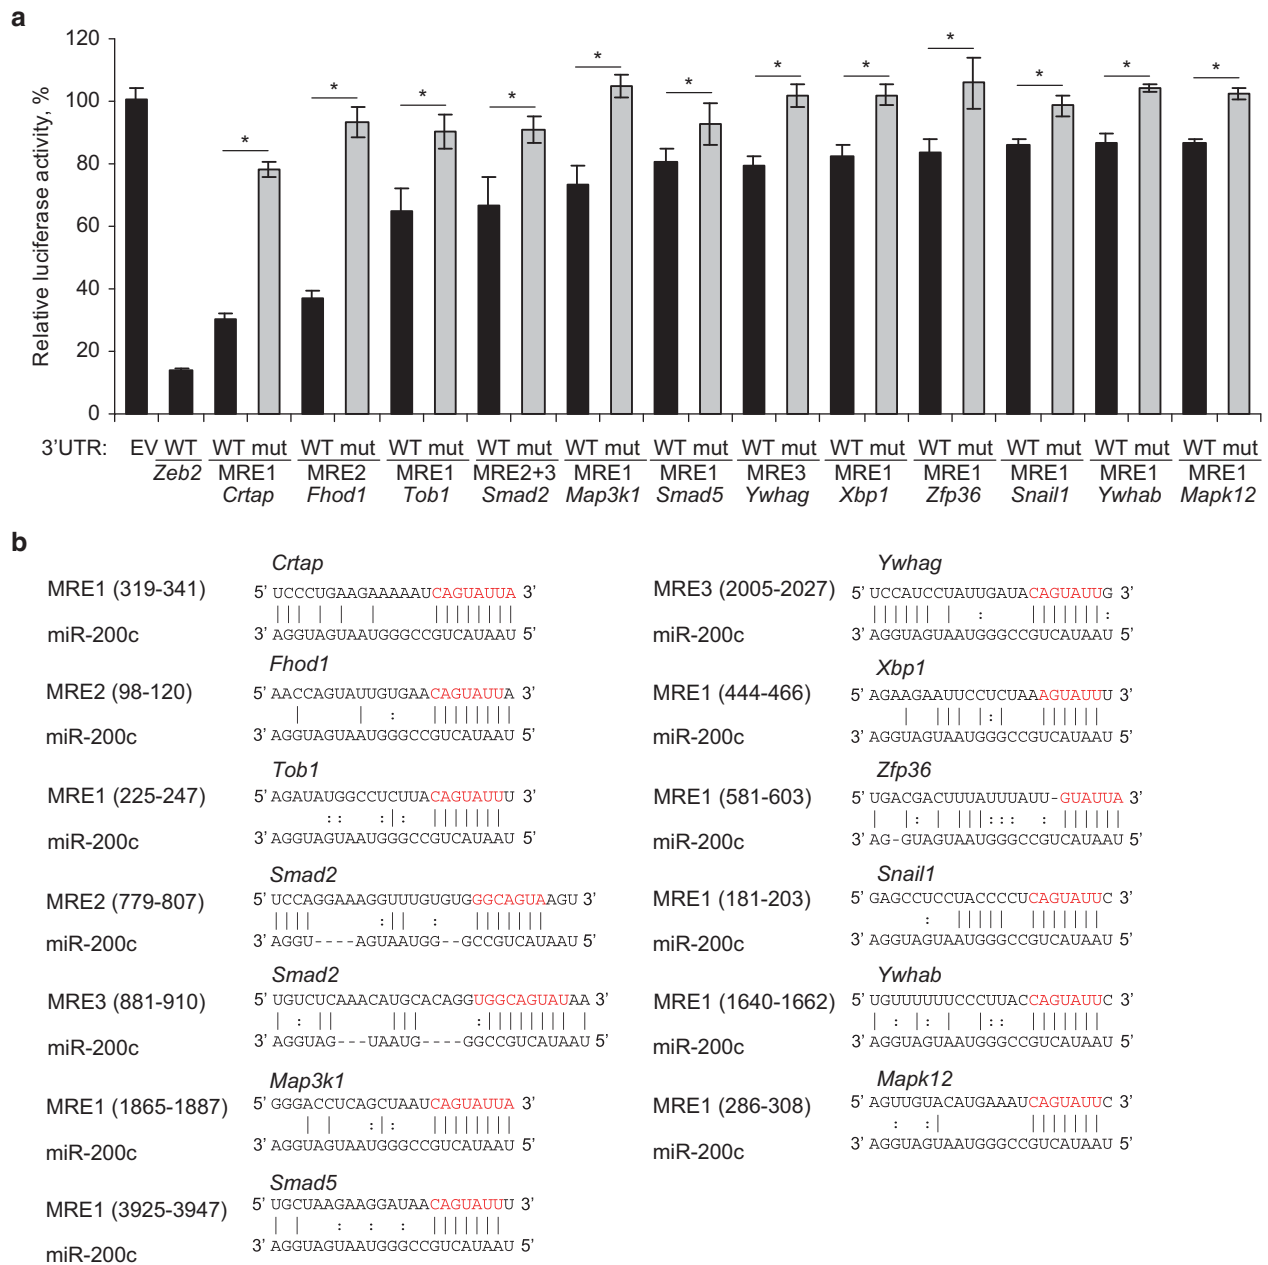 a
Relative luciferase activity, %
120
100
80
60
40
20
0
* * * * * * * * * * * *
3’UTR: EV WT WT mut WT mut WT mut WT mut WT mut WT mut WT mut WT mut WT mut WT mut WT mut WT mut
Zeb2 MRE1 MRE2 MRE1 MRE2+3 MRE1 MRE1 MRE3 MRE1 MRE1 MRE1 MRE1 MRE1
Crtap Fhod1 Tob1 Smad2 Map3k1 Smad5 Ywhag Xbp1 Zfp36 Snail1 Ywhab Mapk12
b
Crtap
MRE1 (319-341) 5’ UCCCUGAAGAAAAAUCAGUAUUA 3’
miR-200c 3’ AGGUAGUAAUGGGCCGUCAUAAU 5’
Fhod1
MRE2 (98-120) 5’ AACCAGUAUUGUGAACAGUAUUA 3’
miR-200c 3’ AGGUAGUAAUGGGCCGUCAUAAU 5’
Tob1
MRE1 (225-247) 5’ AGAUAUGGCCUCUUACAGUAUUU 3’
miR-200c 3’ AGGUAGUAAUGGGCCGUCAUAAU 5’
Smad2
MRE2 (779-807) 5’ UCCAGGAAAGGUUUGUGUGGGCAGUAAGU 3’
miR-200c 3’ AGGU----AGUAAUGG--GCCGUCAUAAU 5’
Smad2
MRE3 (881-910) 5’ UGUCUCAAACAUGCACAGGUGGCAGUAUAA 3’
miR-200c 3’ AGGUAG---UAAUG----GGCCGUCAUAAU 5’
Map3k1
MRE1 (1865-1887) 5’ GGGACCUCAGCUAAUCAGUAUUA 3’
miR-200c 3’ AGGUAGUAAUGGGCCGUCAUAAU 5’
Smad5
MRE1 (3925-3947) 5’ UGCUAAGAAGGAUAACAGUAUUU 3’
miR-200c 3’ AGGUAGUAAUGGGCCGUCAUAAU 5’
Ywhag
MRE3 (2005-2027) 5’ UCCAUCCUAUUGAUACAGUAUUG 3’
miR-200c 3’ AGGUAGUAAUGGGCCGUCAUAAU 5’
Xbp1
MRE1 (444-466) 5’ AGAAGAAUUCCUCUAAAGUAUUU 3’
miR-200c 3’ AGGUAGUAAUGGGCCGUCAUAAU 5’
Zfp36
MRE1 (581-603) 5’ UGACGACUUUAUUUAUU-GUAUUA 3’
miR-200c 3’ AG-GUAGUAAUGGGCCGUCAUAAU 5’
Snail1
MRE1 (181-203) 5’ GAGCCUCCUACCCCUCAGUAUUC 3’
miR-200c 3’ AGGUAGUAAUGGGCCGUCAUAAU 5’
Ywhab
MRE1 (1640-1662) 5’ UGUUUUUUCCCUUACCAGUAUUC 3’
miR-200c 3’ AGGUAGUAAUGGGCCGUCAUAAU 5’
Mapk12
MRE1 (286-308) 5’ AGUUGUACAUGAAAUCAGUAUUC 3’
miR-200c 3’ AGGUAGUAAUGGGCCGUCAUAAU 5’